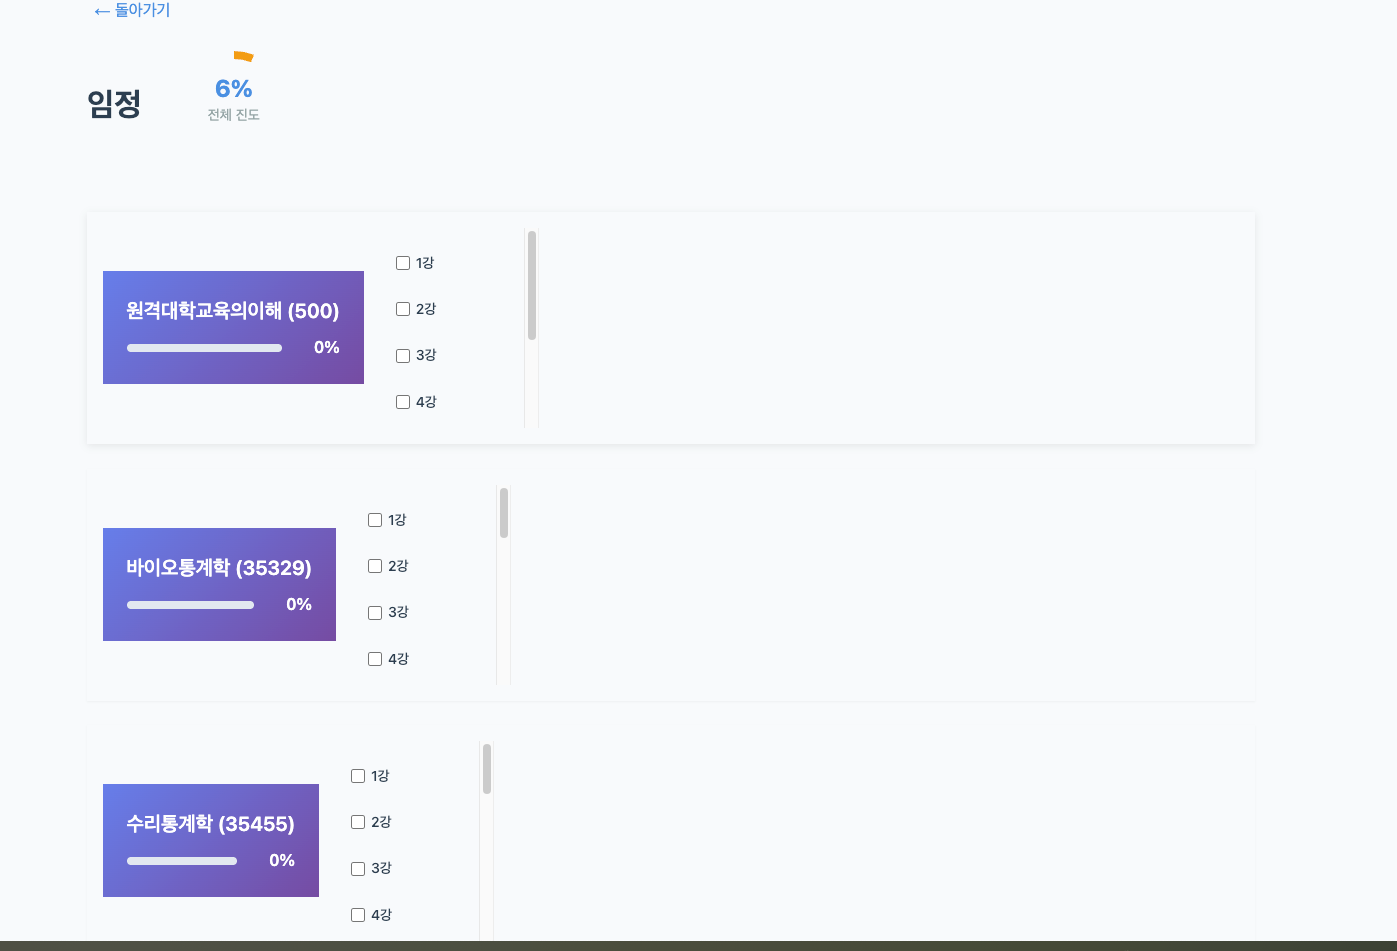 ← 돌아가기
임정
6%
전체 진도
원격대학교육의이해 (500)
0%
1강
2강
3강
4강
바이오통계학 (35329)
0%
1강
2강
3강
4강
수리통계학 (35455)
0%
1강
2강
3강
4강